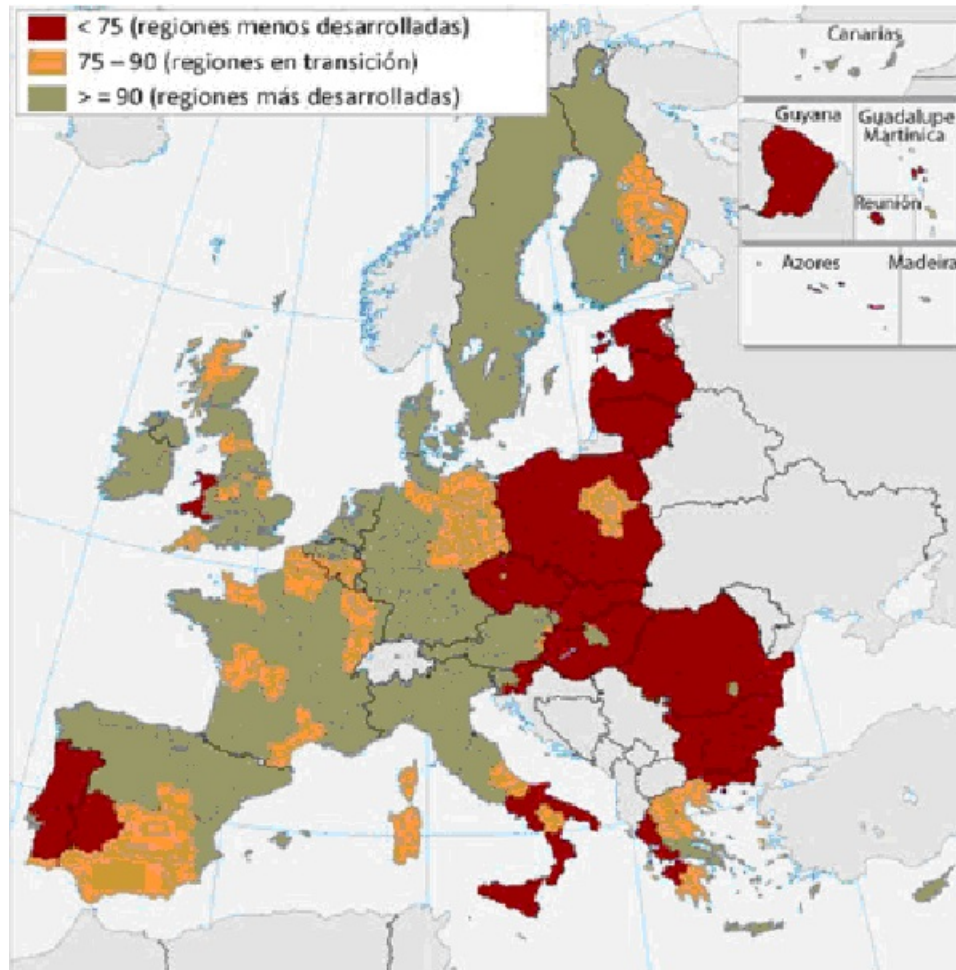 < 75 (regiones menos desarrolladas)
75 – 90 (regiones en transición)
> = 90 (regiones más desarrolladas)
Canarias
Guyana
Guadalupe
Martinica
Reunión
Azores
Madeira